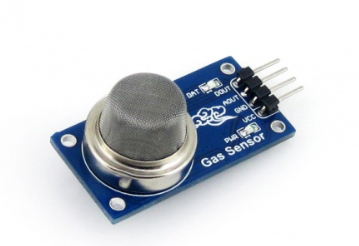 DAT
DOUT
AOUT
GND
VCC
PWR
Gas Sensor